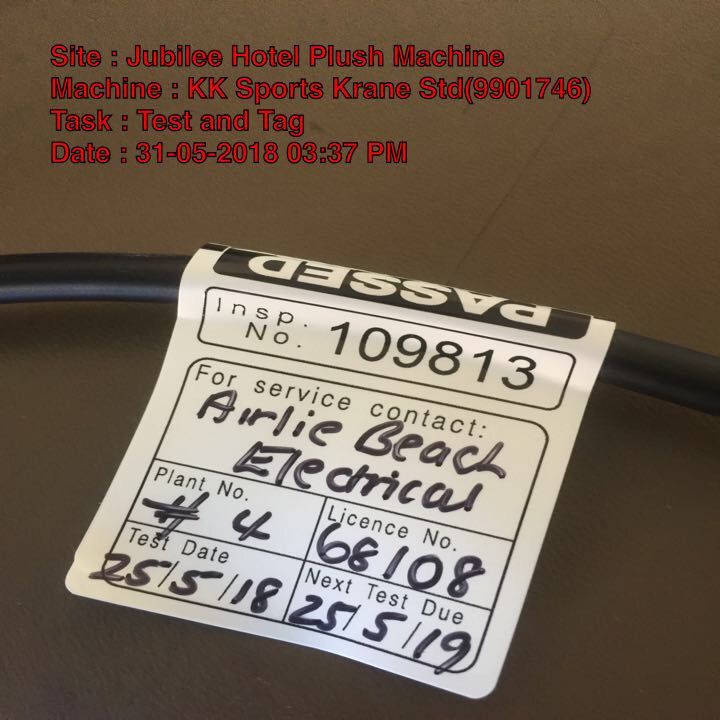 Site : Jubilee Hotel Plush Machine
Machine : KK Sports Krane Std(9901746)
Task : Test and Tag
Date : 31-05-2018 03:37 PM
PASSED
Insp. No. 109813
For service contact:
Airlie Beach
Electrical
Plant No.
# 4
Licence No.
68108
Test Date
25/5/18
Next Test Due
25/5/19